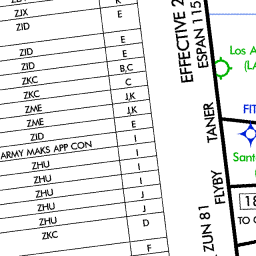 K
ZJX E
ZID
E
ZID E
ZID B,C
ZKC C
ZKC J,K
ZME J,K
ZME E
ZID I
ARMY MAKS APP CON I
ZHU I
ZHU I
ZHU J
ZHU J
ZHU D
ZKC
F
EFFECTIVE 2
ESPAN 115
TANER
FLYBY
ZUN 81
Los A
(LA
FIT
Sant
18
TO C